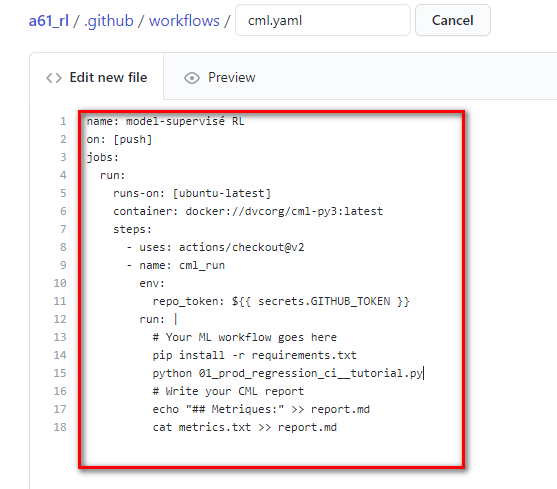 a61_rl / .github / workflows / cml.yaml Cancel
<> Edit new file Preview
1 name: model-supervisé RL
2 on: [push]
3 jobs:
4 run:
5 runs-on: [ubuntu-latest]
6 container: docker://dvcorg/cml-py3:latest
7 steps:
8 - uses: actions/checkout@v2
9 - name: cml_run
10 env:
11 repo_token: ${{ secrets.GITHUB_TOKEN }}
12 run: |
13 # Your ML workflow goes here
14 pip install -r requirements.txt
15 python 01_prod_regression_ci__tutorial.py
16 # Write your CML report
17 echo "## Metriques:" >> report.md
18 cat metrics.txt >> report.md